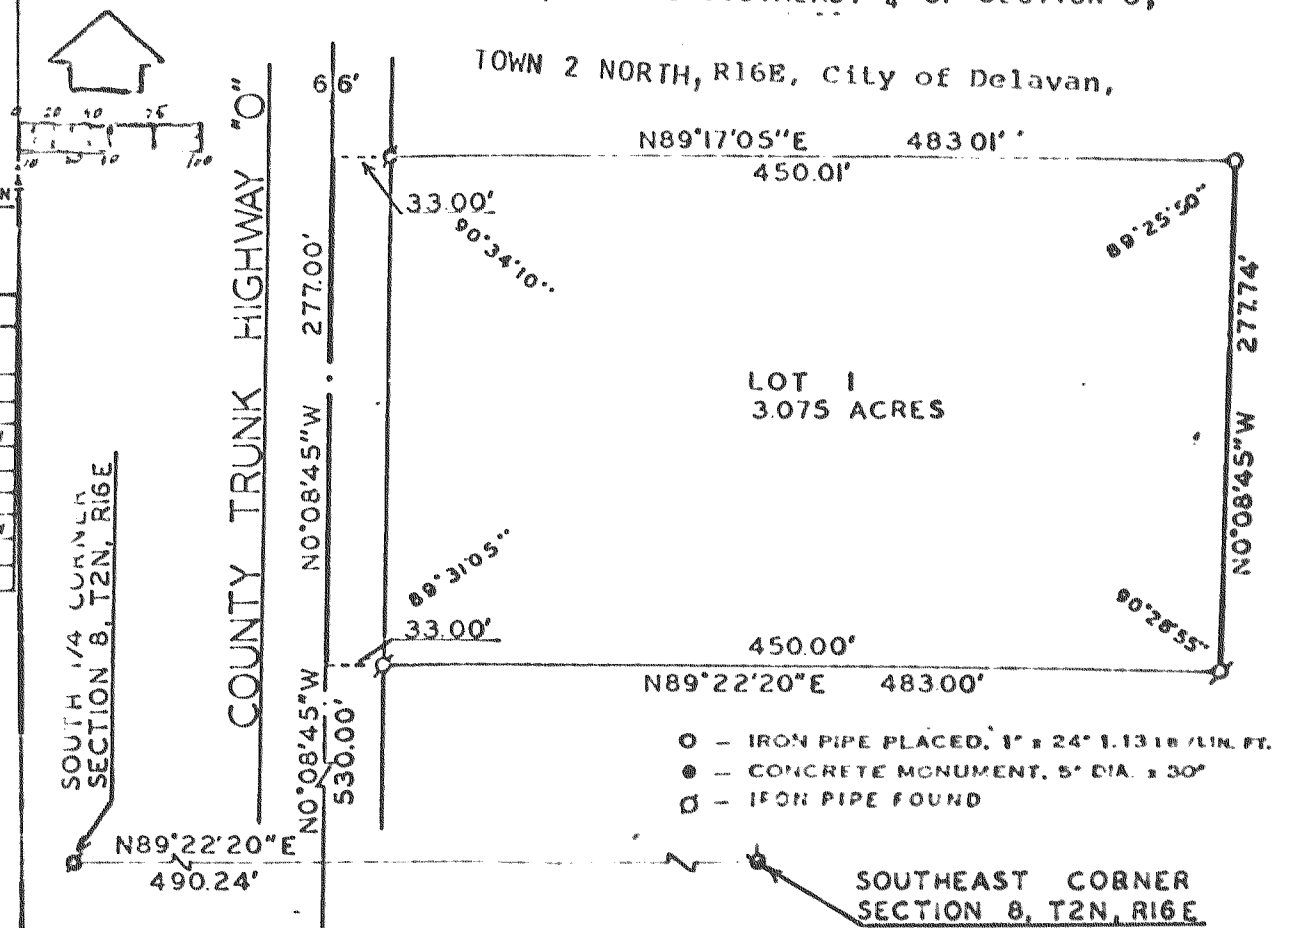 TOWN 2 NORTH, R16E, City of Delavan,
0 20 40 75
100
N
66'
N89°17'05"E 483.01'
450.01'
33.00'
90°34'10"
89°25'50"
COUNTY TRUNK HIGHWAY "O"
277.00'
N0°08'45"W
277.74'
N0°08'45"W
LOT 1
3.075 ACRES
89°31'05"
33.00'
90°28'55"
450.00'
N89°22'20"E 483.00'
SOUTH 1/4 CORNER
SECTION 8, T2N, R16E
N0°08'45"W
530.00'
O – IRON PIPE PLACED, 1" x 24" 1.13 LB /LIN. FT.
● – CONCRETE MONUMENT, 5" DIA. x 30"
– IRON PIPE FOUND
N89°22'20"E
490.24'
SOUTHEAST CORNER
SECTION 8, T2N, R16E